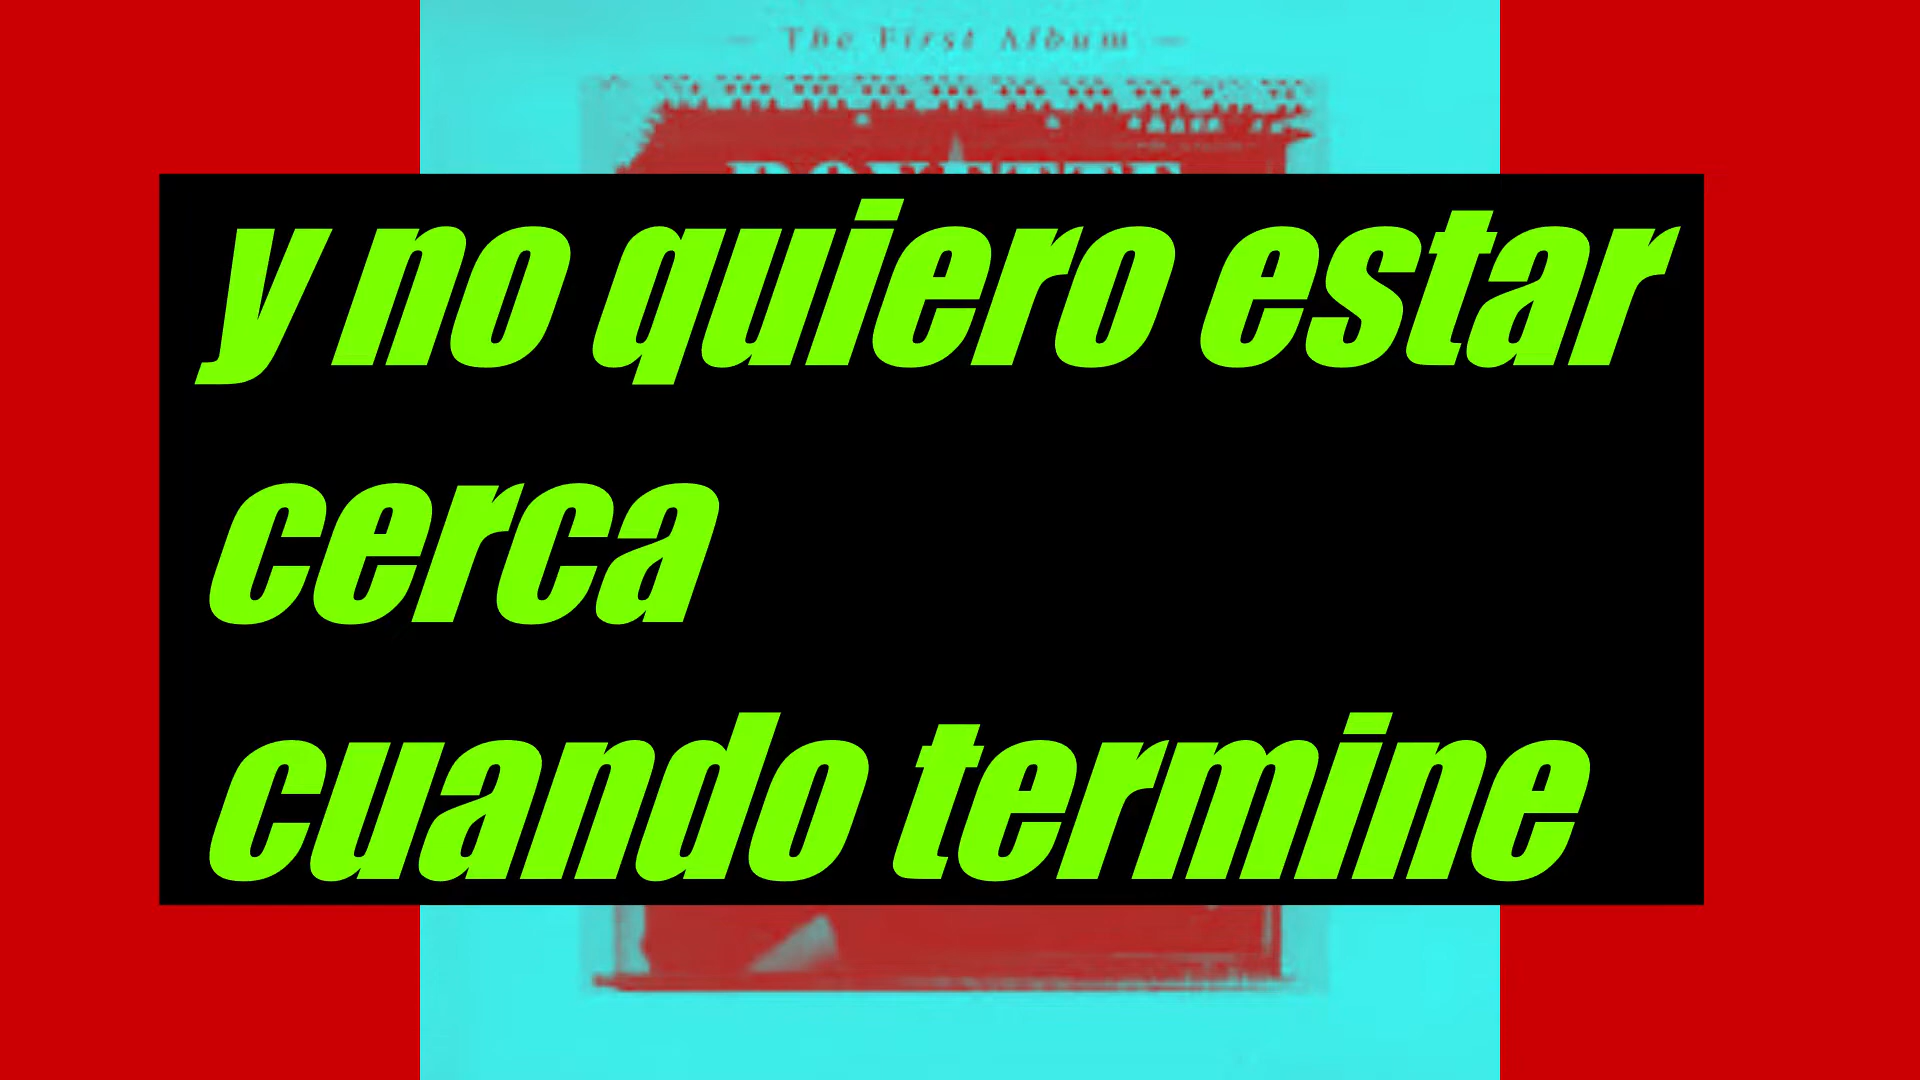 — The First Album —
y no quiero estar
cerca
cuando termine